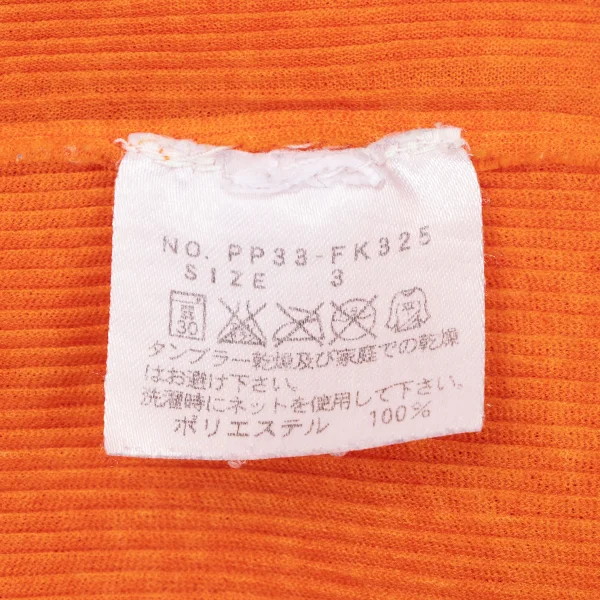 NO. PP33-FK325
SIZE 3
30
タンブラー乾燥及び家庭での乾燥
はお避け下さい。
洗濯時にネットを使用して下さい。
ポリエステル 100%